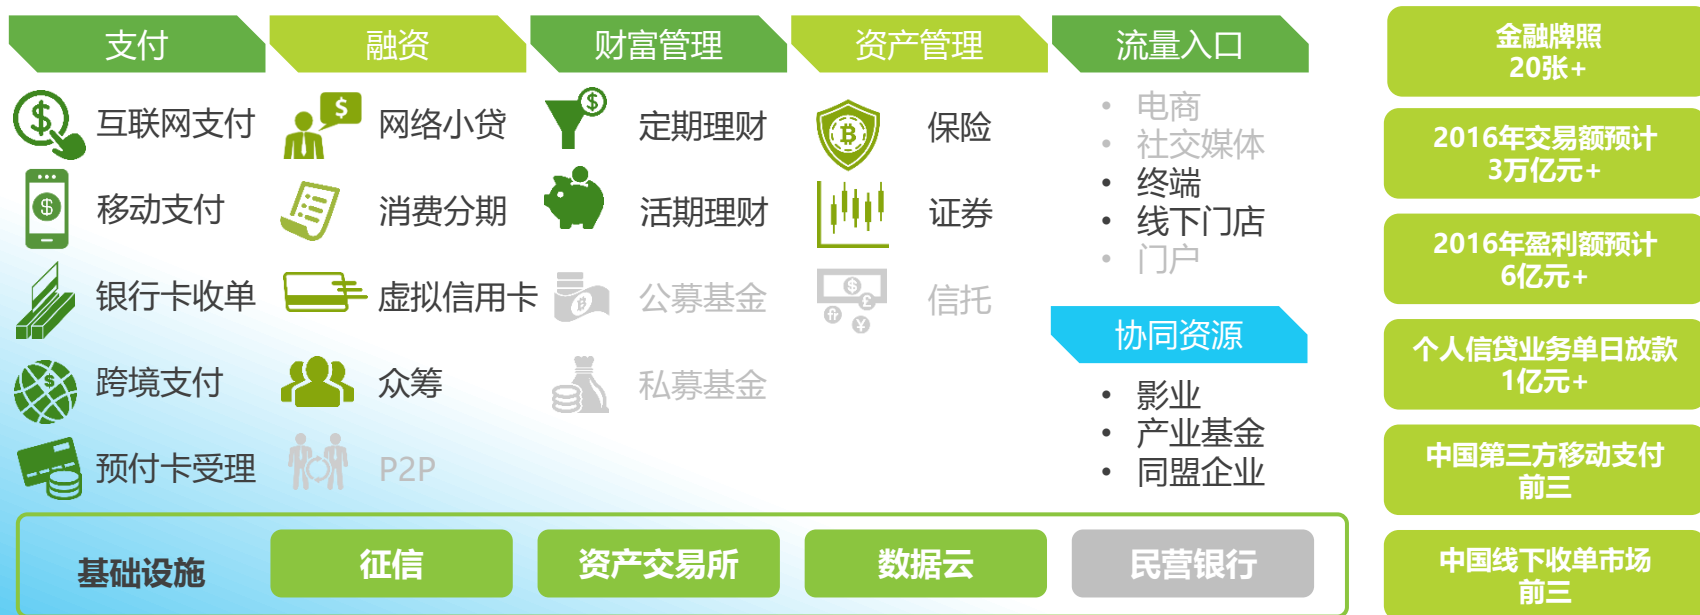 支付
互联网支付
移动支付
银行卡收单
跨境支付
预付卡受理
融资
网络小贷
消费分期
虚拟信用卡
众筹
P2P
财富管理
定期理财
活期理财
公募基金
私募基金
资产管理
保险
证券
信托
流量入口
• 电商
• 社交媒体
• 终端
• 线下门店
• 门户
协同资源
• 影业
• 产业基金
• 同盟企业
基础设施
征信
资产交易所
数据云
民营银行
金融牌照
20张+
2016年交易额预计
3万亿元+
2016年盈利额预计
6亿元+
个人信贷业务单日放款
1亿元+
中国第三方移动支付
前三
中国线下收单市场
前三